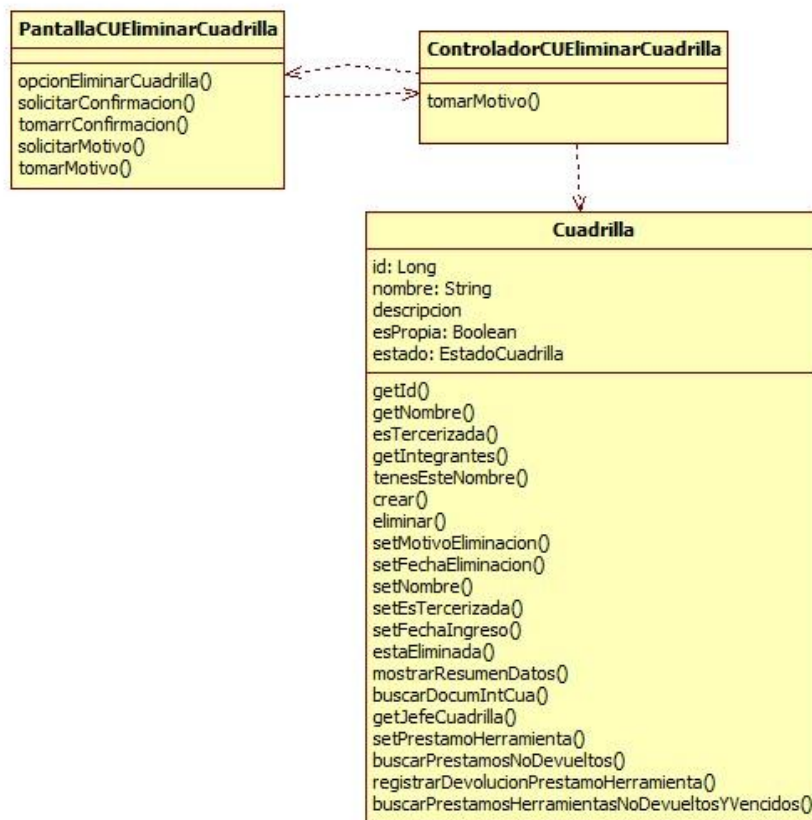 PantallaCUEliminarCuadrilla
opcionEliminarCuadrilla()
solicitarConfirmacion()
tomarrConfirmacion()
solicitarMotivo()
tomarMotivo()
ControladorCUEliminarCuadrilla
tomarMotivo()
Cuadrilla
id: Long
nombre: String
descripcion
esPropia: Boolean
estado: EstadoCuadrilla
getId()
getNombre()
esTercerizada()
getIntegrantes()
tenesEsteNombre()
crear()
eliminar()
setMotivoEliminacion()
setFechaEliminacion()
setNombre()
setEsTercerizada()
setFechaIngreso()
estaEliminada()
mostrarResumenDatos()
buscarDocumIntCua()
getJefeCuadrilla()
setPrestamoHerramienta()
buscarPrestamosNoDevueltos()
registrarDevolucionPrestamoHerramienta()
buscarPrestamosHerramientasNoDevueltosYVencidos()